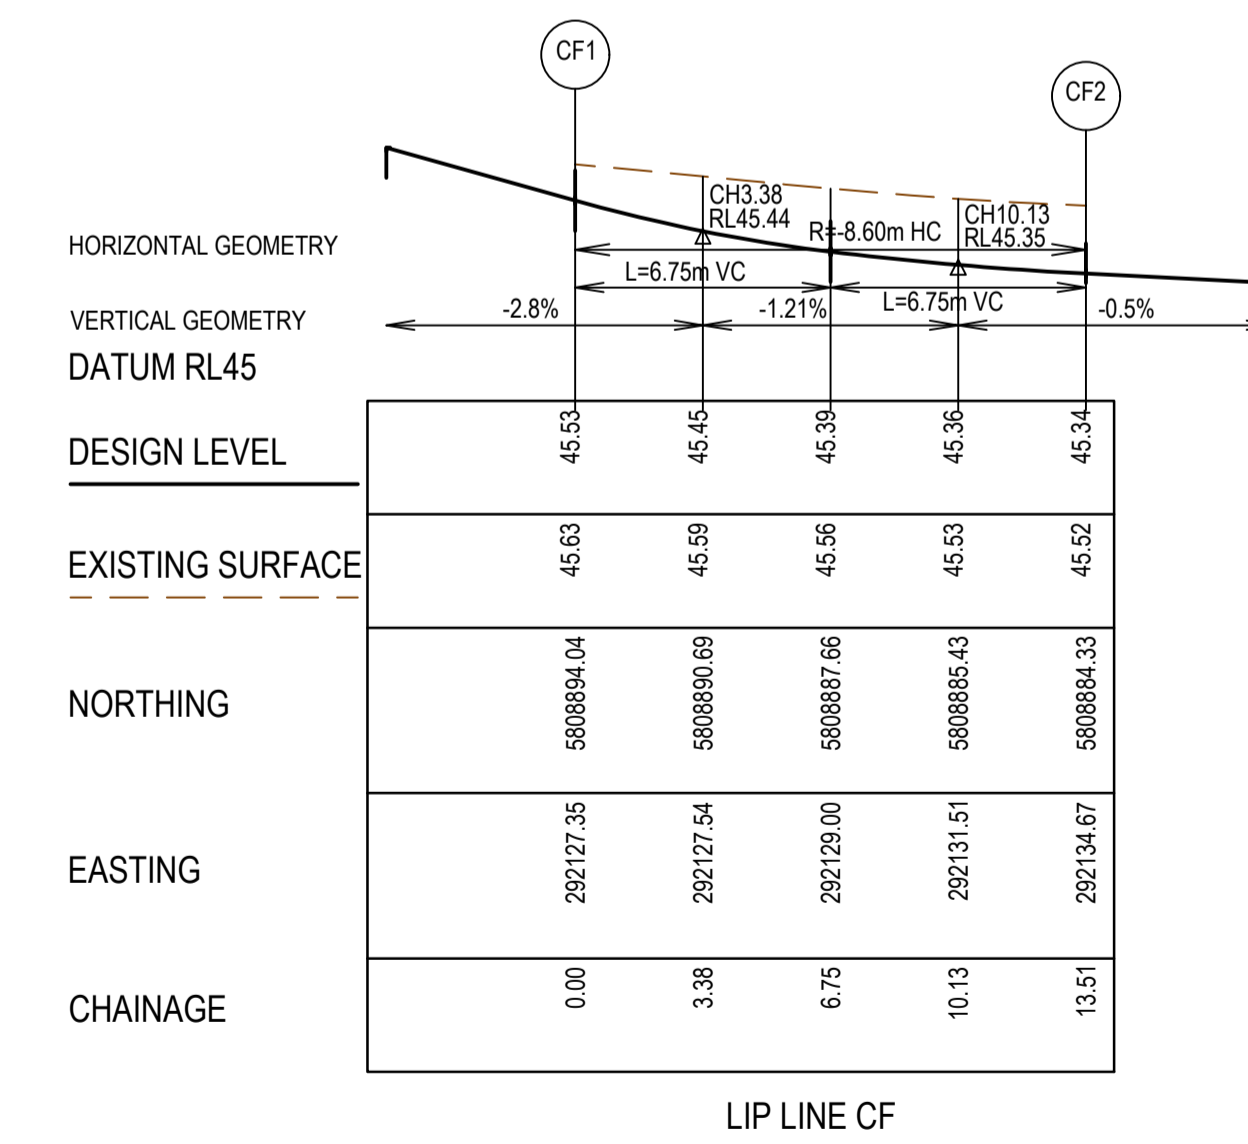 CF1
CF2
CH3.38
RL45.44
CH10.13
RL45.35
HORIZONTAL GEOMETRY
R=-8.60m HC
L=6.75m VC
L=6.75m VC
VERTICAL GEOMETRY
-2.8%
-1.21%
-0.5%
DATUM RL45
DESIGN LEVEL
45.53
45.45
45.39
45.36
45.34
EXISTING SURFACE
45.63
45.59
45.56
45.53
45.52
NORTHING
5808894.04
5808890.69
5808887.66
5808885.43
5808884.33
EASTING
292127.35
292127.54
292129.00
292131.51
292134.67
CHAINAGE
0.00
3.38
6.75
10.13
13.51
LIP LINE CF